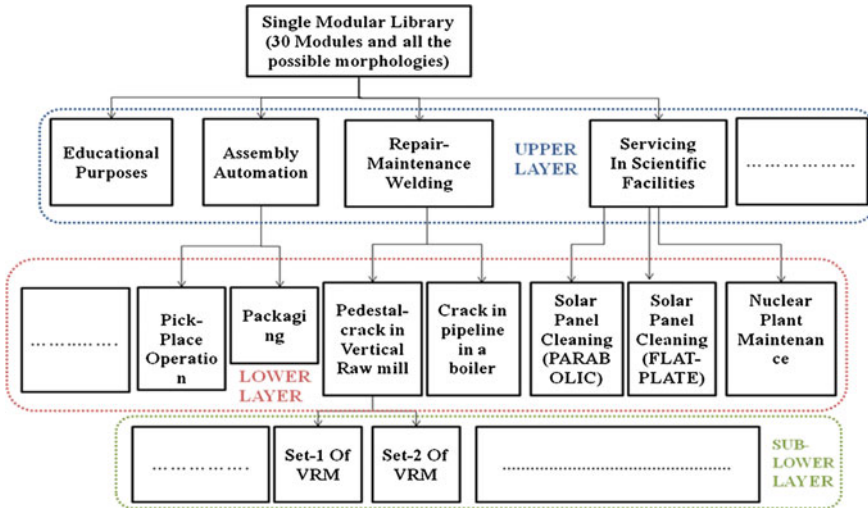 Single Modular Library
(30 Modules and all the
possible morphologies)
Educational
Purposes
Assembly
Automation
Repair-
Maintenance
Welding
UPPER
LAYER
Servicing
In Scientific
Facilities
………………
………….
Pick-
Place
Operatio
n
Packagi
ng
LOWER
LAYER
Pedestal-
crack in
Vertical
Raw mill
Crack in
pipeline
in a
boiler
Solar
Panel
Cleaning
(PARAB
OLIC)
Solar
Panel
Cleaning
(FLAT-
PLATE)
Nuclear
Plant
Maintenan
ce
…………….
Set-1 Of
VRM
Set-2 Of
VRM
................................................................
SUB-
LOWER
LAYER